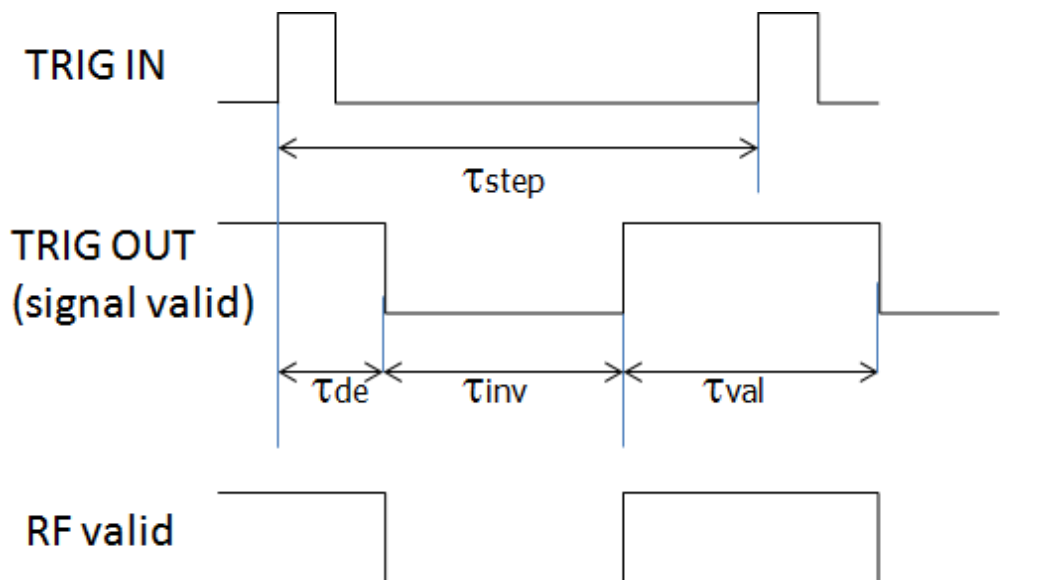 TRIG IN
τstep
TRIG OUT
(signal valid)
τde
τinv
τval
RF valid